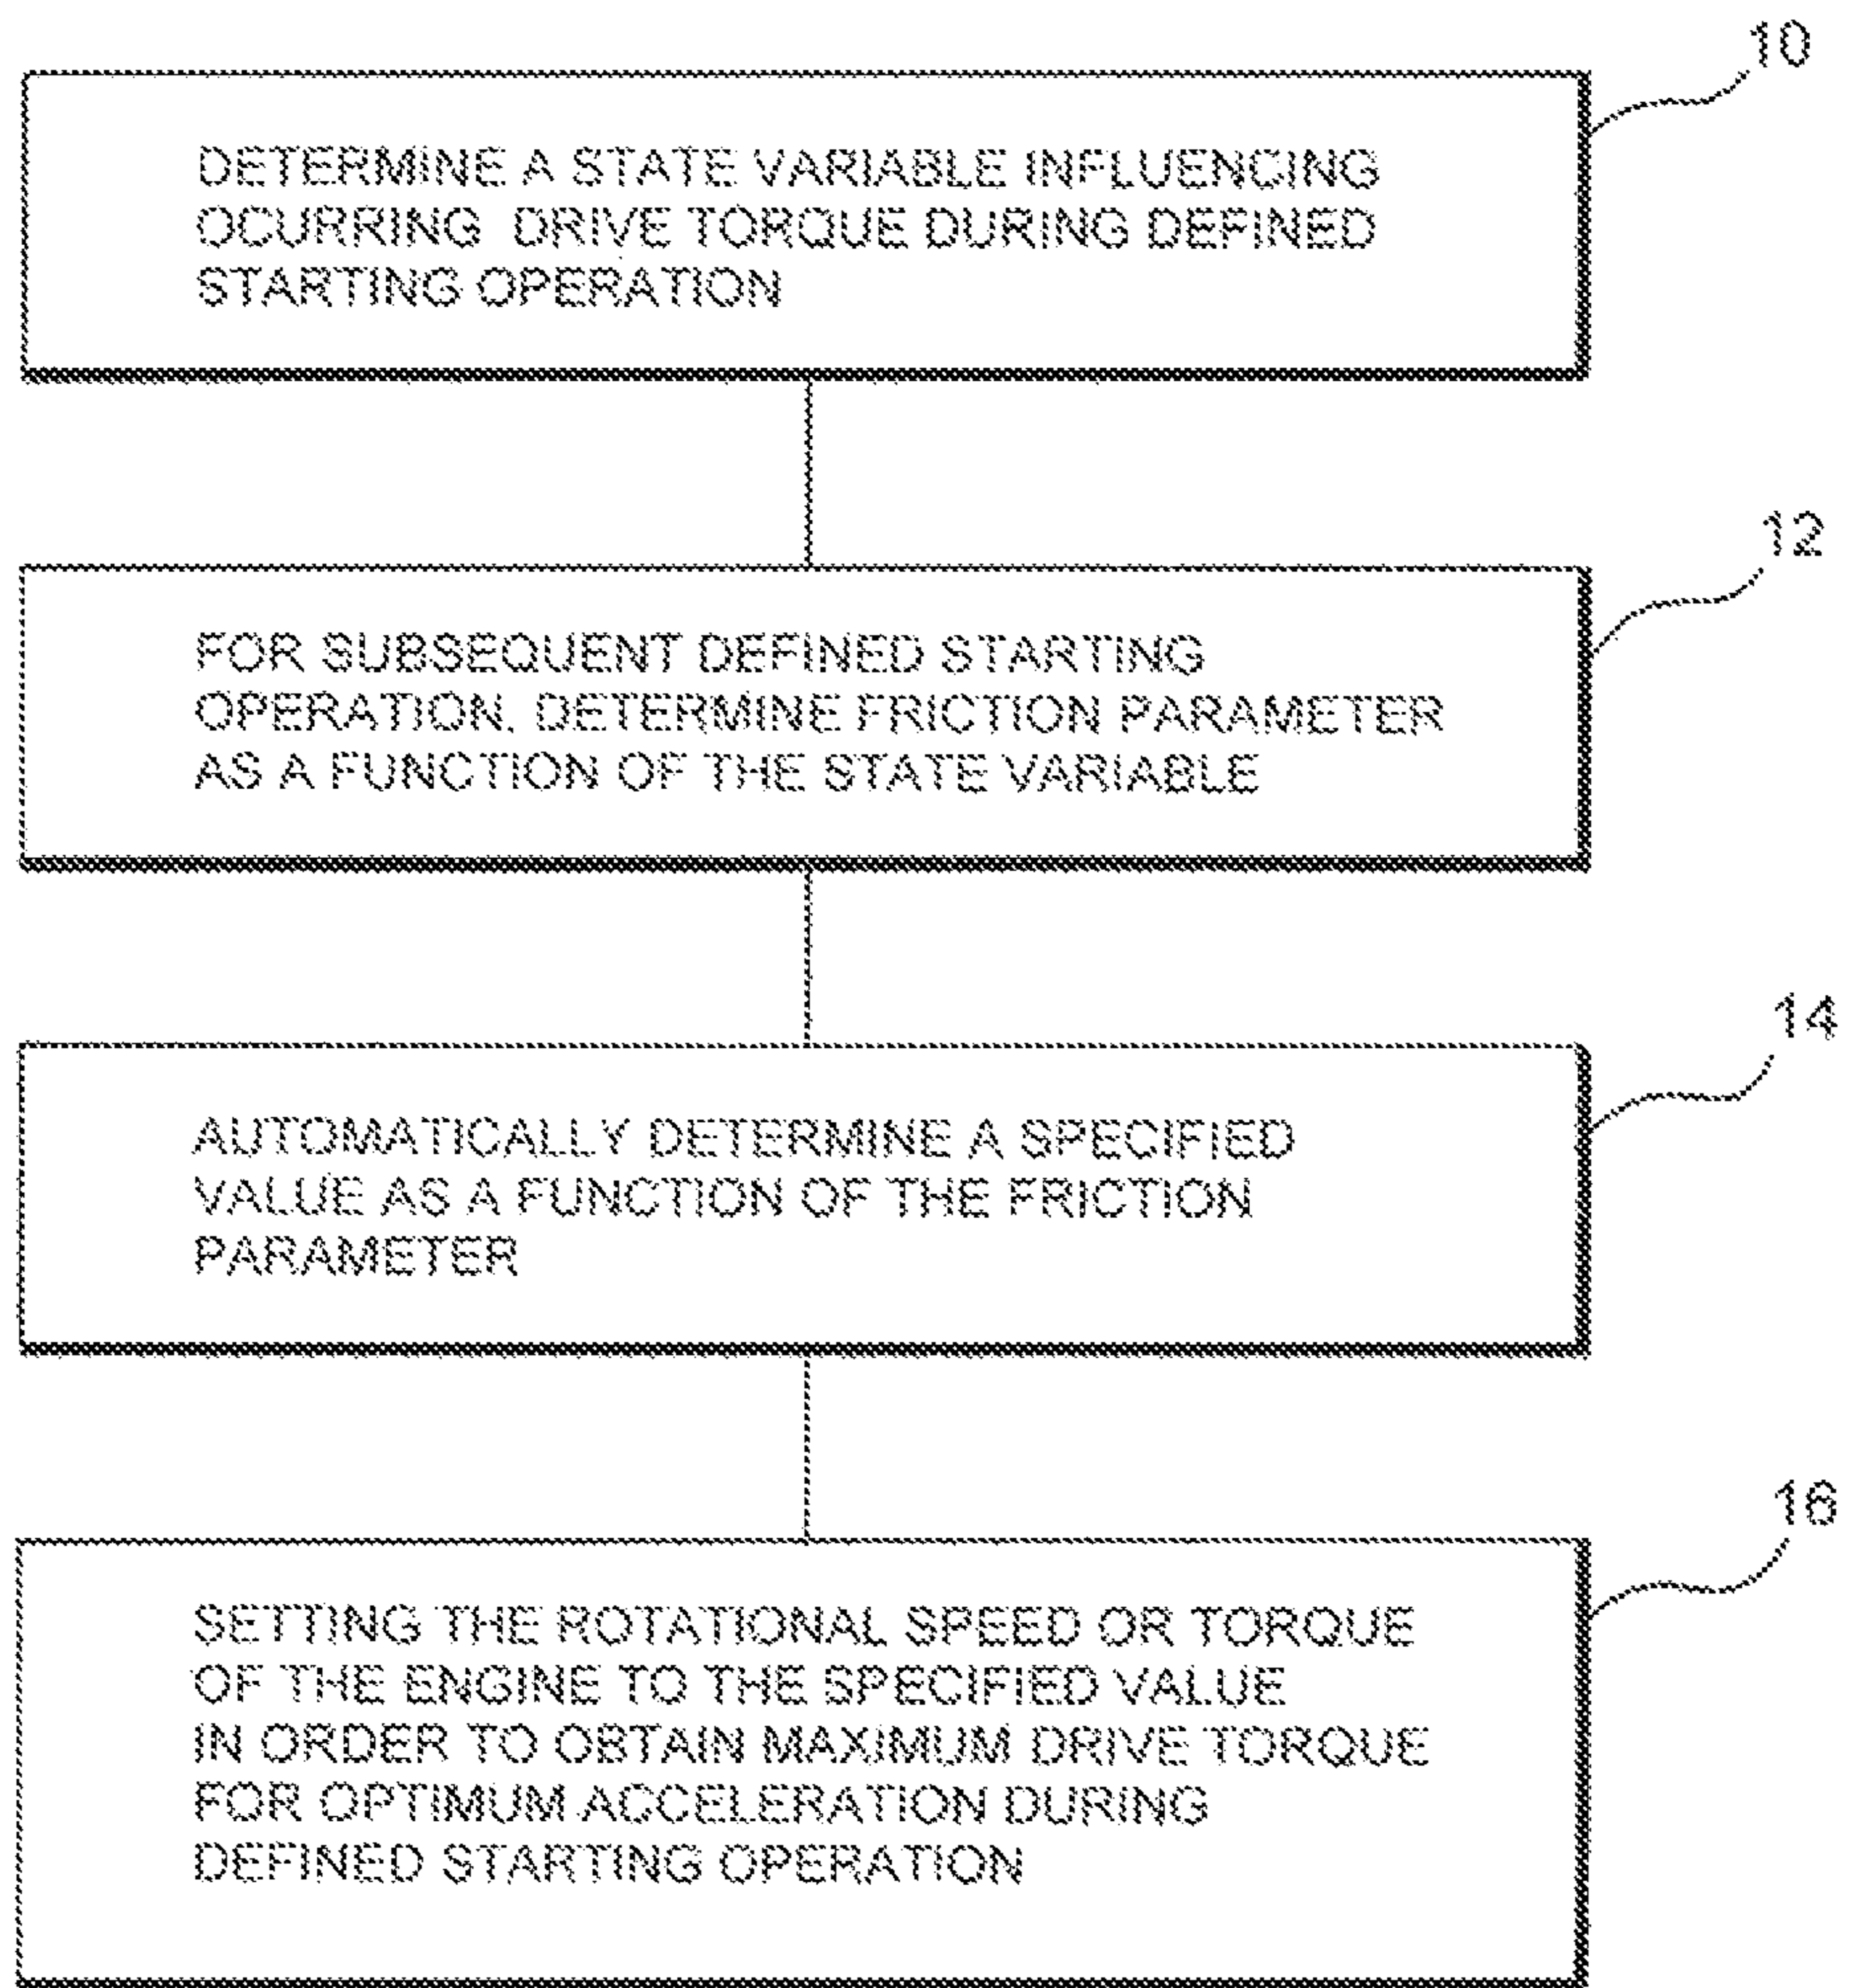 10
DETERMINE A STATE VARIABLE INFLUENCING
OCURRING DRIVE TORQUE DURING DEFINED
STARTING OPERATION
12
FOR SUBSEQUENT DEFINED STARTING
OPERATION, DETERMINE FRICTION PARAMETER
AS A FUNCTION OF THE STATE VARIABLE
14
AUTOMATICALLY DETERMINE A SPECIFIED
VALUE AS A FUNCTION OF THE FRICTION
PARAMETER
16
SETTING THE ROTATIONAL SPEED OR TORQUE
OF THE ENGINE TO THE SPECIFIED VALUE
IN ORDER TO OBTAIN MAXIMUM DRIVE TORQUE
FOR OPTIMUM ACCELERATION DURING
DEFINED STARTING OPERATION